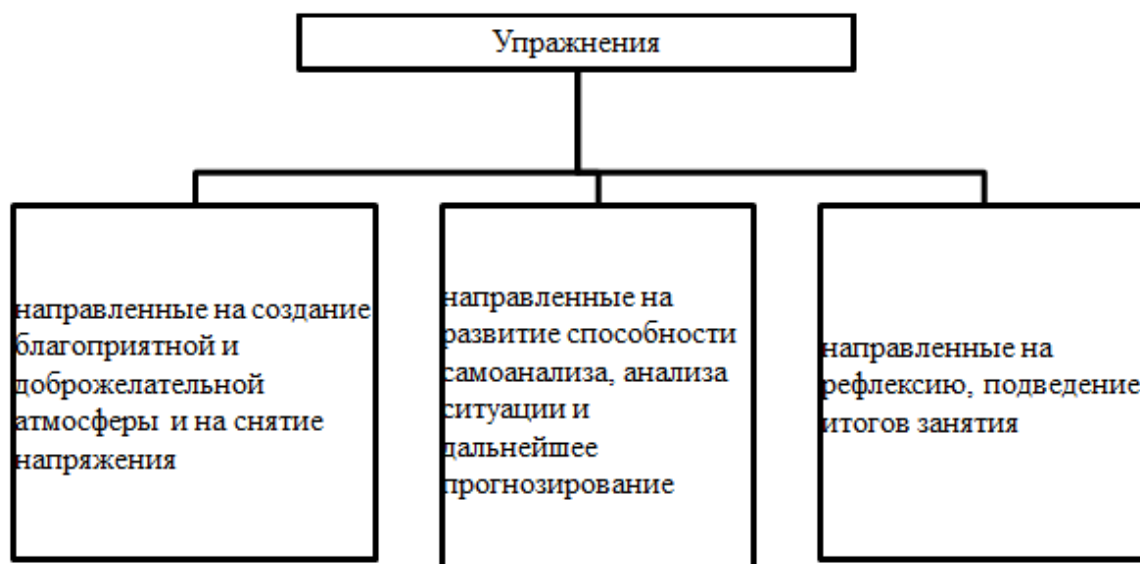 Упражнения
направленные на создание
благоприятной и
доброжелательной
атмосферы и на снятие
напряжения
направленные на
развитие способности
самоанализа, анализа
ситуации и
дальнейшее
прогнозирование
направленные на
рефлексию, подведение
итогов занятия